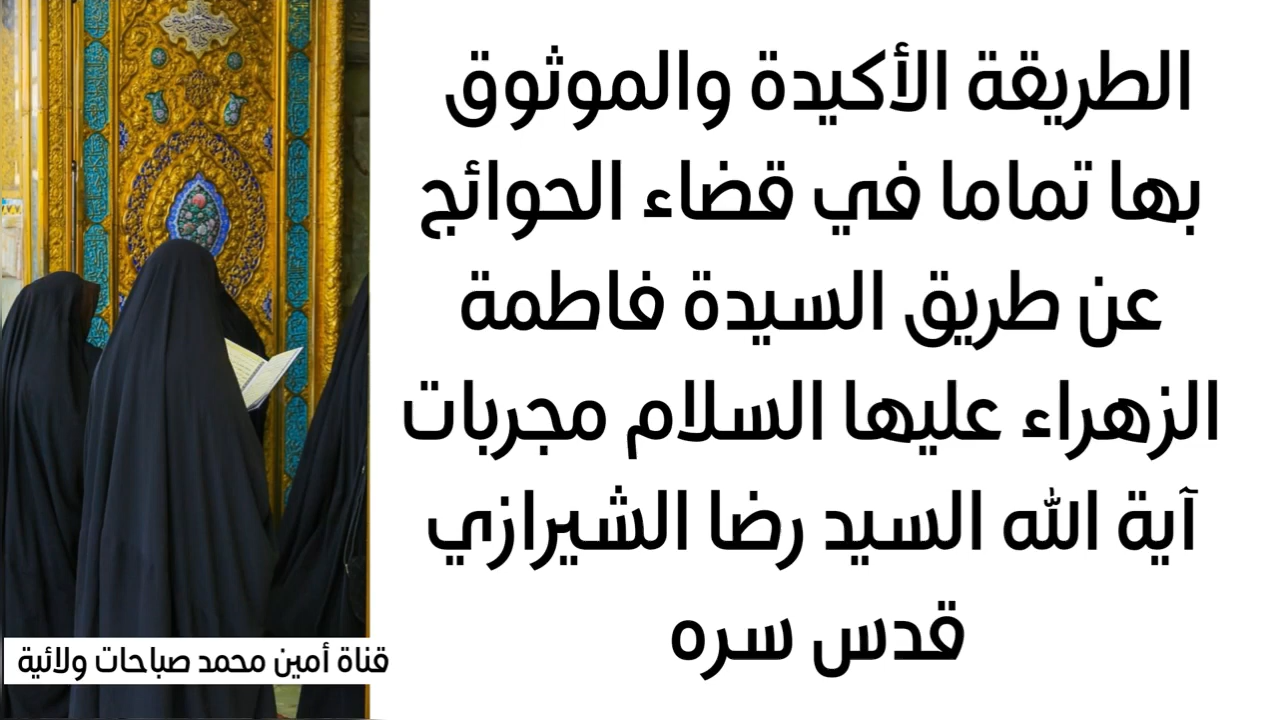 الطريقة الأكيدة والموثوق
بها تماما في قضاء الحوائج
عن طريق السيدة فاطمة
الزهراء عليها السلام مجربات
آية الله السيد رضا الشيرازي
قدس سره
قناة أمين محمد صباحات ولائية